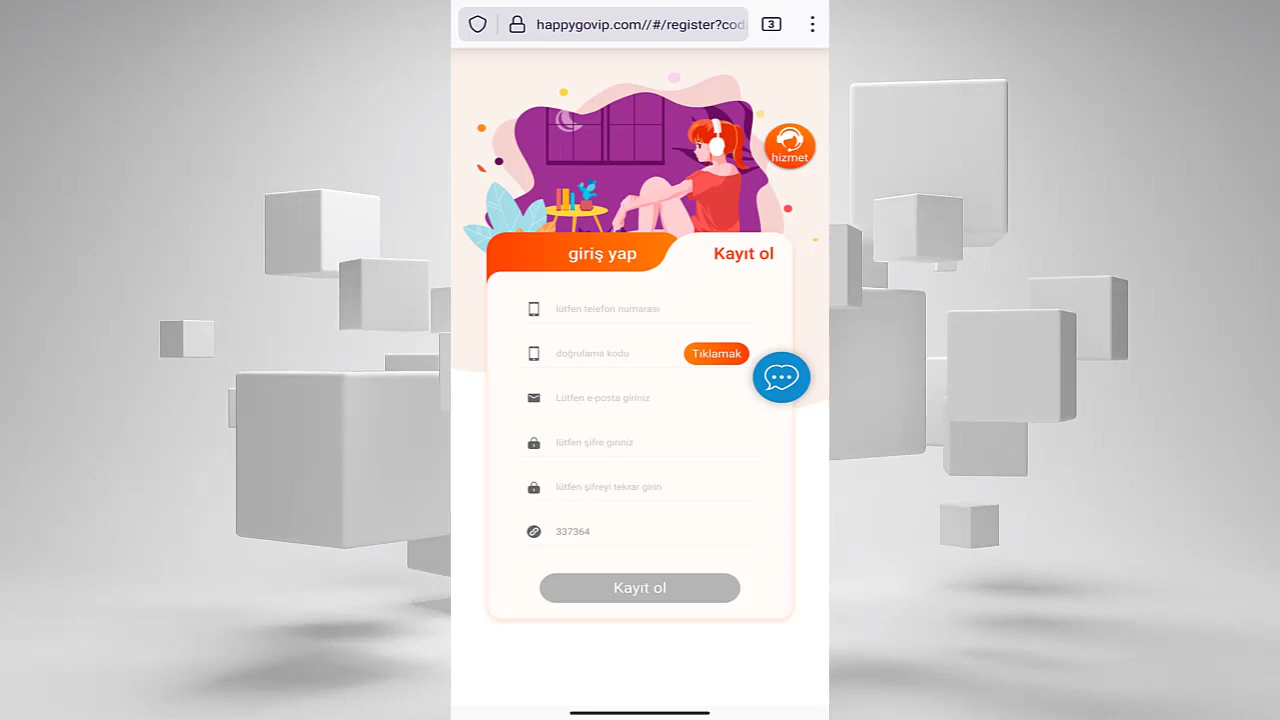 happygovip.com//#/register?cod
3
hizmet
giriş yap
Kayıt ol
lütfen telefon numarası
doğrulama kodu
Tıklamak
Lütfen e-posta giriniz
lütfen şifre giriniz
lütfen şifreyi tekrar girin
337364
Kayıt ol